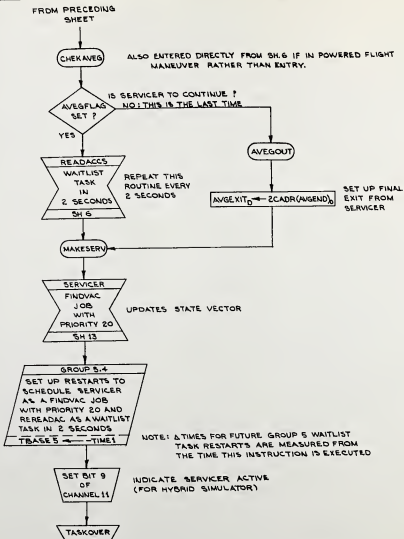 FROM PRECEDING
SHEET
CHEKAVEG
ALSO ENTERED DIRECTLY FROM SH.6 IF IN POWERED FLIGHT
MANEUVER RATHER THAN ENTRY.
AVEGFLAG
SET ?
IS SERVICER TO CONTINUE ?
NO: THIS IS THE LAST TIME
YES
READACCS
WAITLIST
TASK
IN
2 SECONDS
SH 6
REPEAT THIS
ROUTINE EVERY
2 SECONDS
AVEGOUT
AVGEXIT_D ← 2CADR(AVGEND)_D
SET UP FINAL
EXIT FROM
SERVICER
MAKESERV
SERVICER
FINDVAC
JOB
WITH
PRIORITY 20
SH 13
UPDATES STATE VECTOR
GROUP 5.4
SET UP RESTARTS TO
SCHEDULE SERVICER
AS A FINDVAC JOB
WITH PRIORITY 20 AND
REREADAC AS A WAITLIST
TASK IN 2 SECONDS
TBASE 5 ← TIME1
NOTE: Δ TIMES FOR FUTURE GROUP 5 WAITLIST
TASK RESTARTS ARE MEASURED FROM
THE TIME THIS INSTRUCTION IS EXECUTED
SET BIT 9
OF
CHANNEL 11
INDICATE SERVICER ACTIVE
(FOR HYBRID SIMULATOR)
TASKOVER